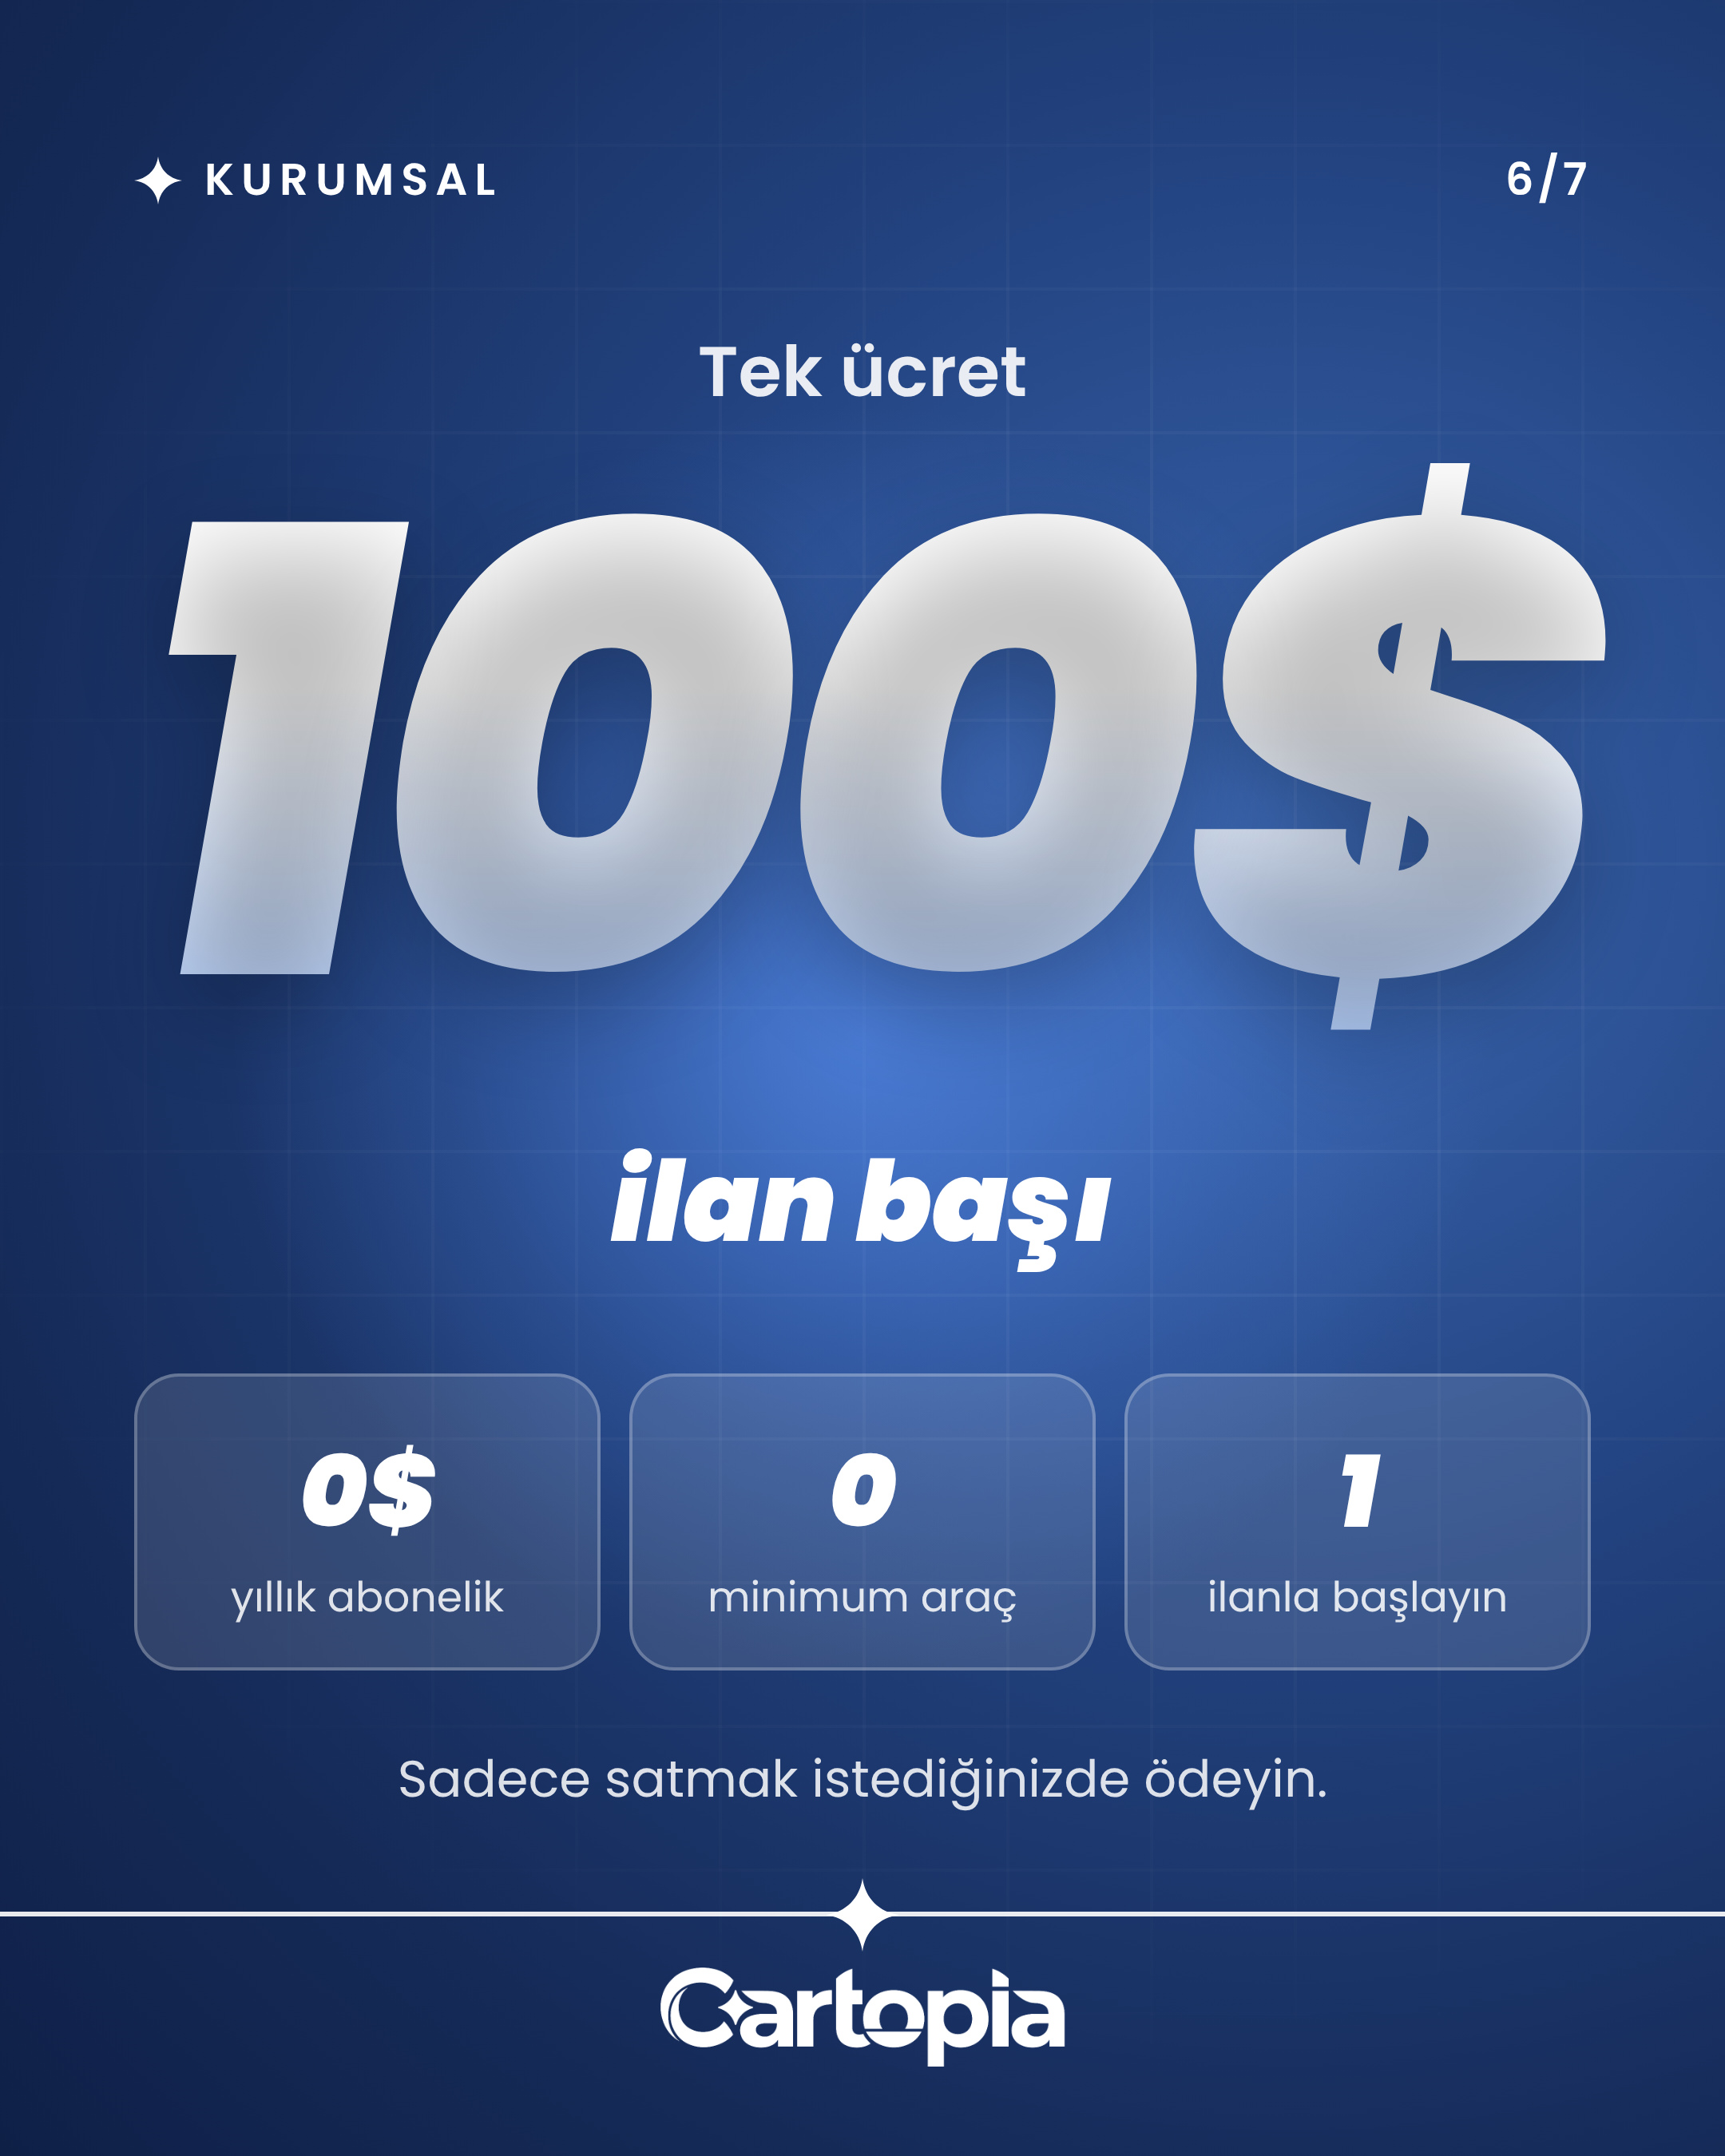 KURUMSAL
6/7
Tek ücret
100$
ilan başı
0$
yıllık abonelik
0
minimum araç
1
ilanla başlayın
Sadece satmak istediğinizde ödeyin.
Cartopia